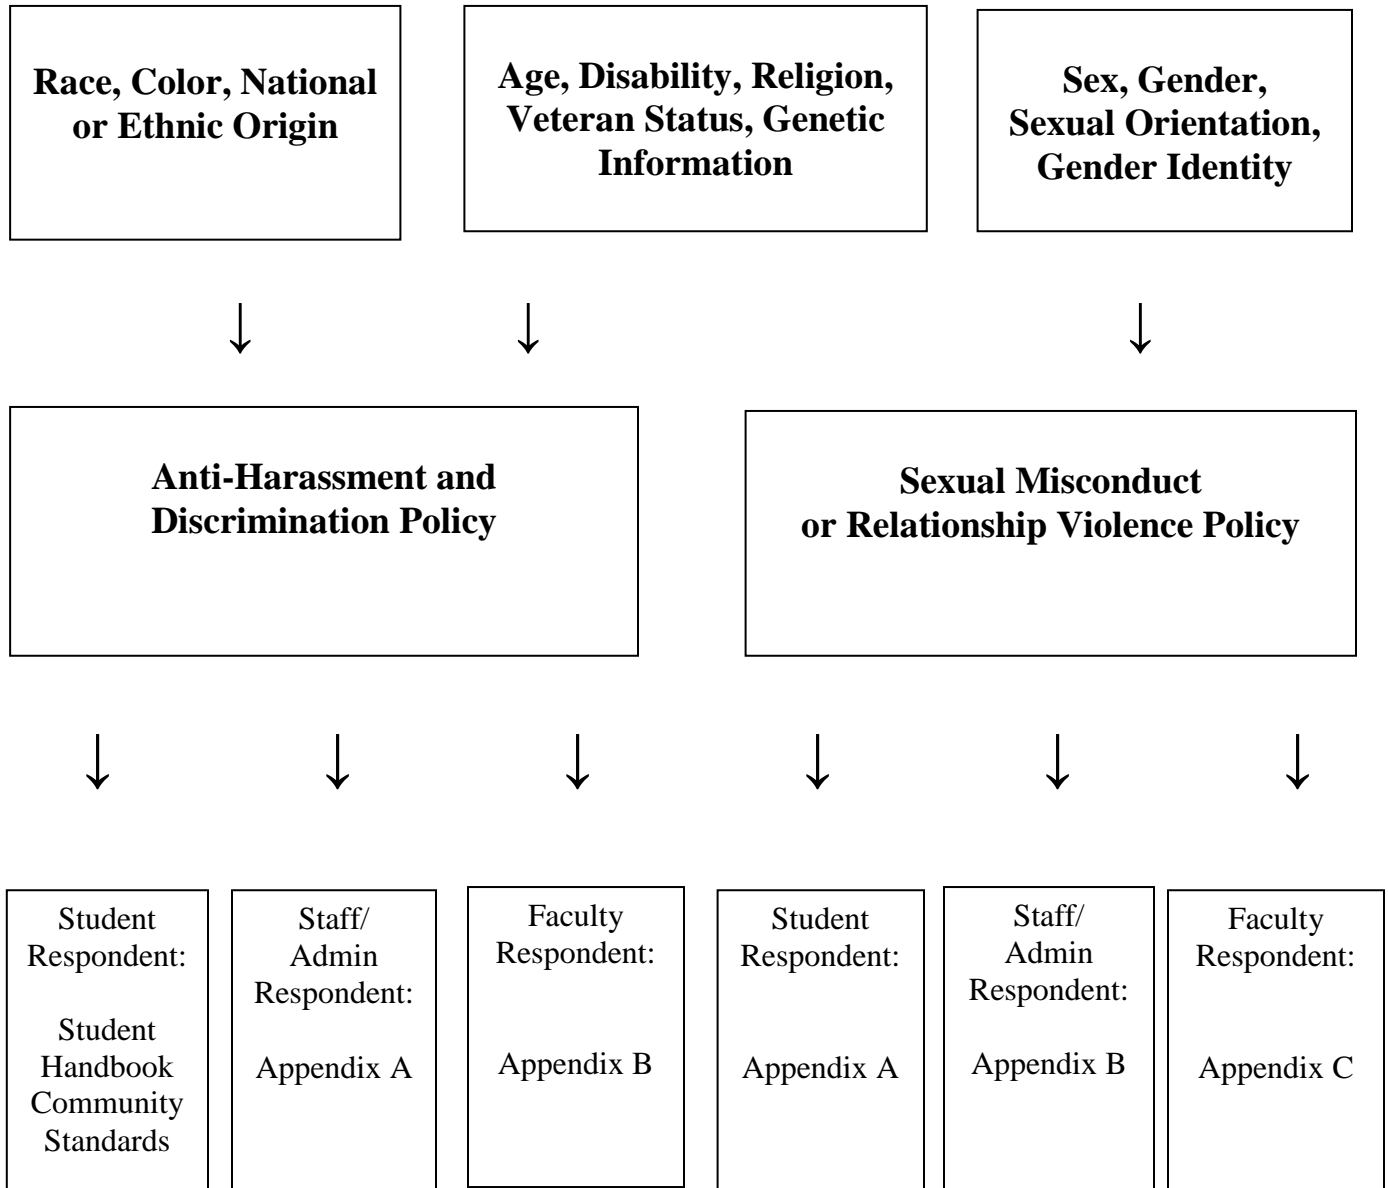 Race, Color, National
or Ethnic Origin
Age, Disability, Religion,
Veteran Status, Genetic
Information
Sex, Gender,
Sexual Orientation,
Gender Identity
Anti-Harassment and
Discrimination Policy
Sexual Misconduct
or Relationship Violence Policy
Student
Respondent:
Student
Handbook
Community
Standards
Staff/
Admin
Respondent:
Appendix A
Faculty
Respondent:
Appendix B
Student
Respondent:
Appendix A
Staff/
Admin
Respondent:
Appendix B
Faculty
Respondent:
Appendix C